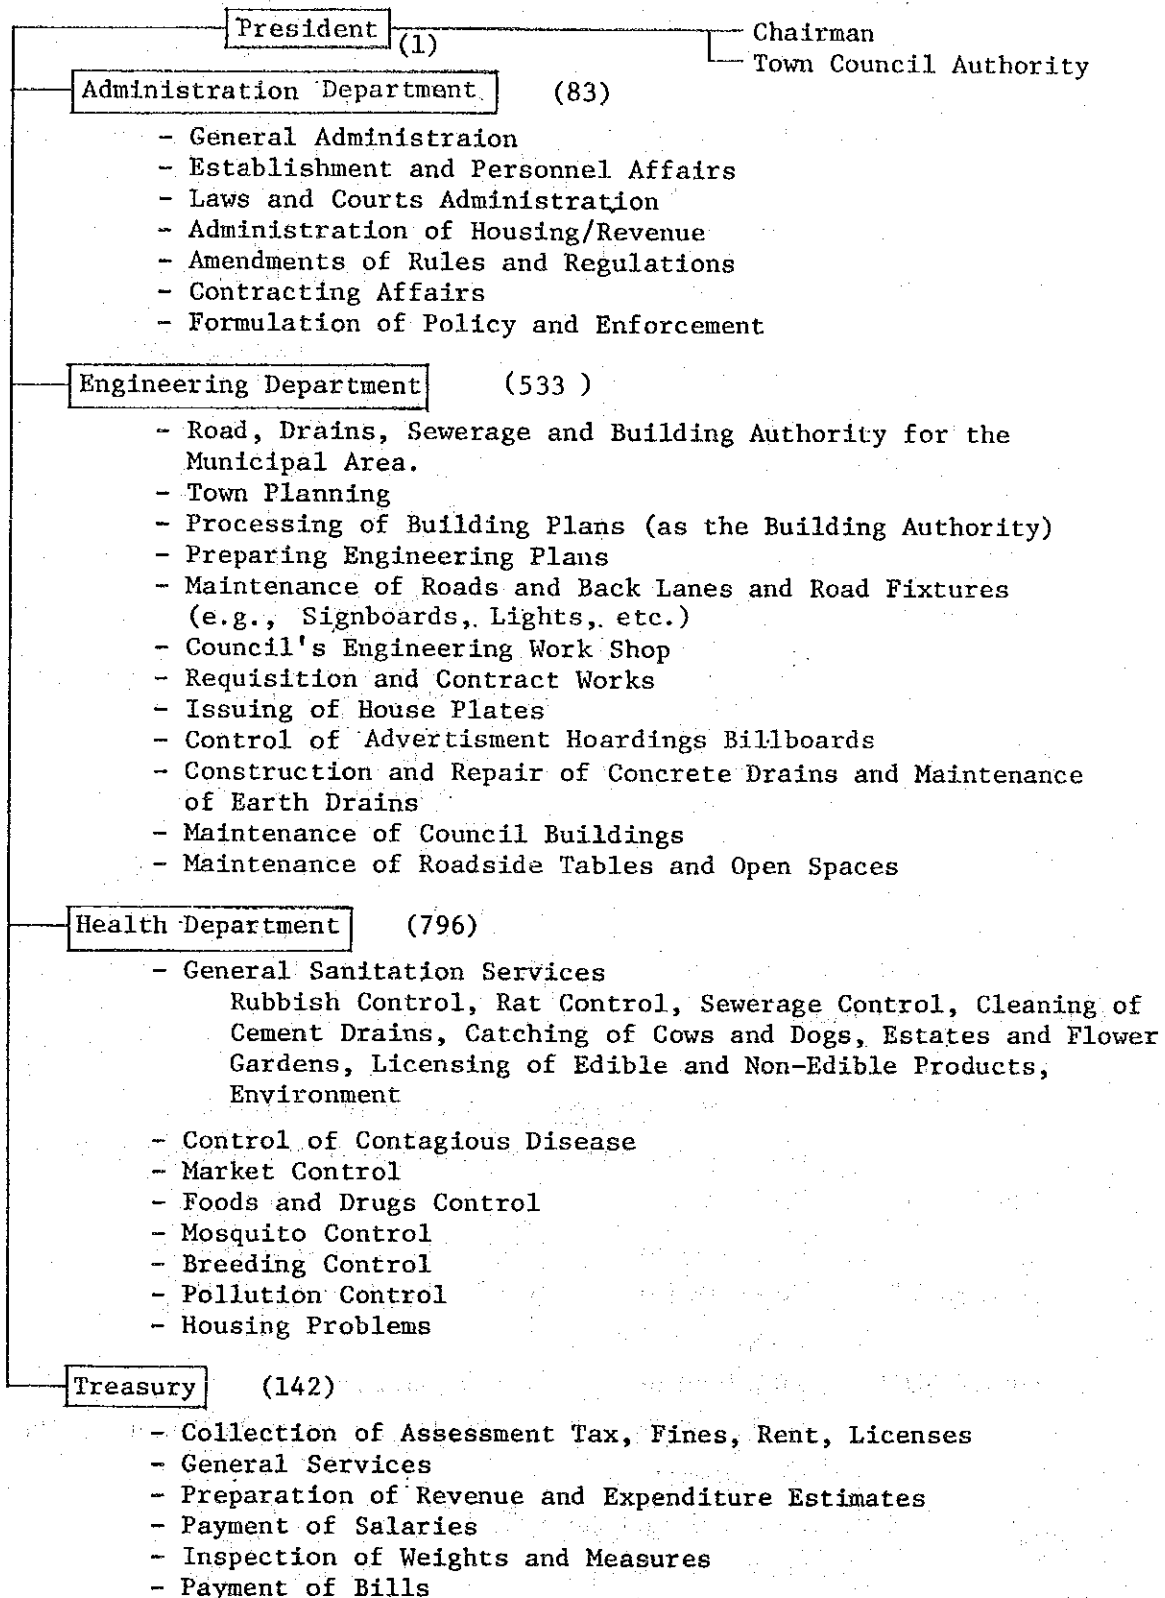 President (1) Chairman
Town Council Authority
Administration Department (83)
- General Administraion
- Establishment and Personnel Affairs
- Laws and Courts Administration
- Administration of Housing/Revenue
- Amendments of Rules and Regulations
- Contracting Affairs
- Formulation of Policy and Enforcement
Engineering Department (533 )
- Road, Drains, Sewerage and Building Authority for the
Municipal Area.
- Town Planning
- Processing of Building Plans (as the Building Authority)
- Preparing Engineering Plans
- Maintenance of Roads and Back Lanes and Road Fixtures
(e.g., Signboards, Lights, etc.)
- Council's Engineering Work Shop
- Requisition and Contract Works
- Issuing of House Plates
- Control of Advertisment Hoardings Billboards
- Construction and Repair of Concrete Drains and Maintenance
of Earth Drains
- Maintenance of Council Buildings
- Maintenance of Roadside Tables and Open Spaces
Health Department (796)
- General Sanitation Services
Rubbish Control, Rat Control, Sewerage Control, Cleaning of
Cement Drains, Catching of Cows and Dogs, Estates and Flower
Gardens, Licensing of Edible and Non-Edible Products,
Environment
- Control of Contagious Disease
- Market Control
- Foods and Drugs Control
- Mosquito Control
- Breeding Control
- Pollution Control
- Housing Problems
Treasury (142)
- Collection of Assessment Tax, Fines, Rent, Licenses
- General Services
- Preparation of Revenue and Expenditure Estimates
- Payment of Salaries
- Inspection of Weights and Measures
- Payment of Bills